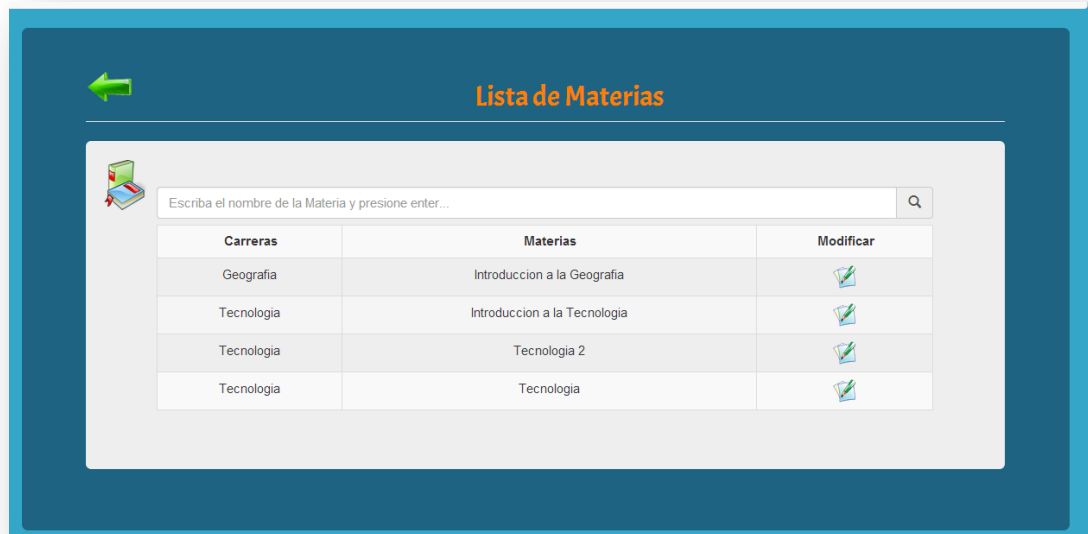 Lista de Materias
Escriba el nombre de la Materia y presione enter...
Carreras Materias Modificar
Geografia Introduccion a la Geografia
Tecnologia Introduccion a la Tecnologia
Tecnologia Tecnologia 2
Tecnologia Tecnologia